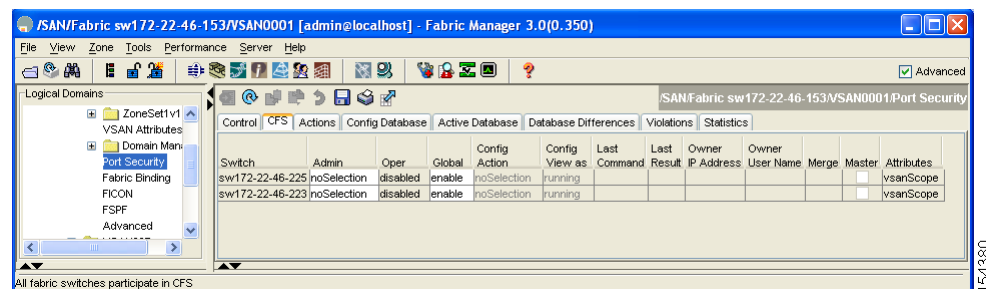 /SAN/Fabric sw172-22-46-153/VSAN0001 [admin@localhost] - Fabric Manager 3.0(0.350)
File View Zone Tools Performance Server Help
Advanced
Logical Domains
/SAN/Fabric sw172-22-46-153/VSAN0001/Port Security
ZoneSet1v1
VSAN Attributes
Domain Mana
Port Security
Fabric Binding
FICON
FSPF
Advanced
Control CFS Actions Config Database Active Database Database Differences Violations Statistics
Switch Admin Oper Global Config Action Config View as Last Command Last Result Owner IP Address Owner User Name Merge Master Attributes
sw172-22-46-225 noSelection disabled enable noSelection running vsanScope
sw172-22-46-223 noSelection disabled enable noSelection running vsanScope
All fabric switches participate in CFS
154380